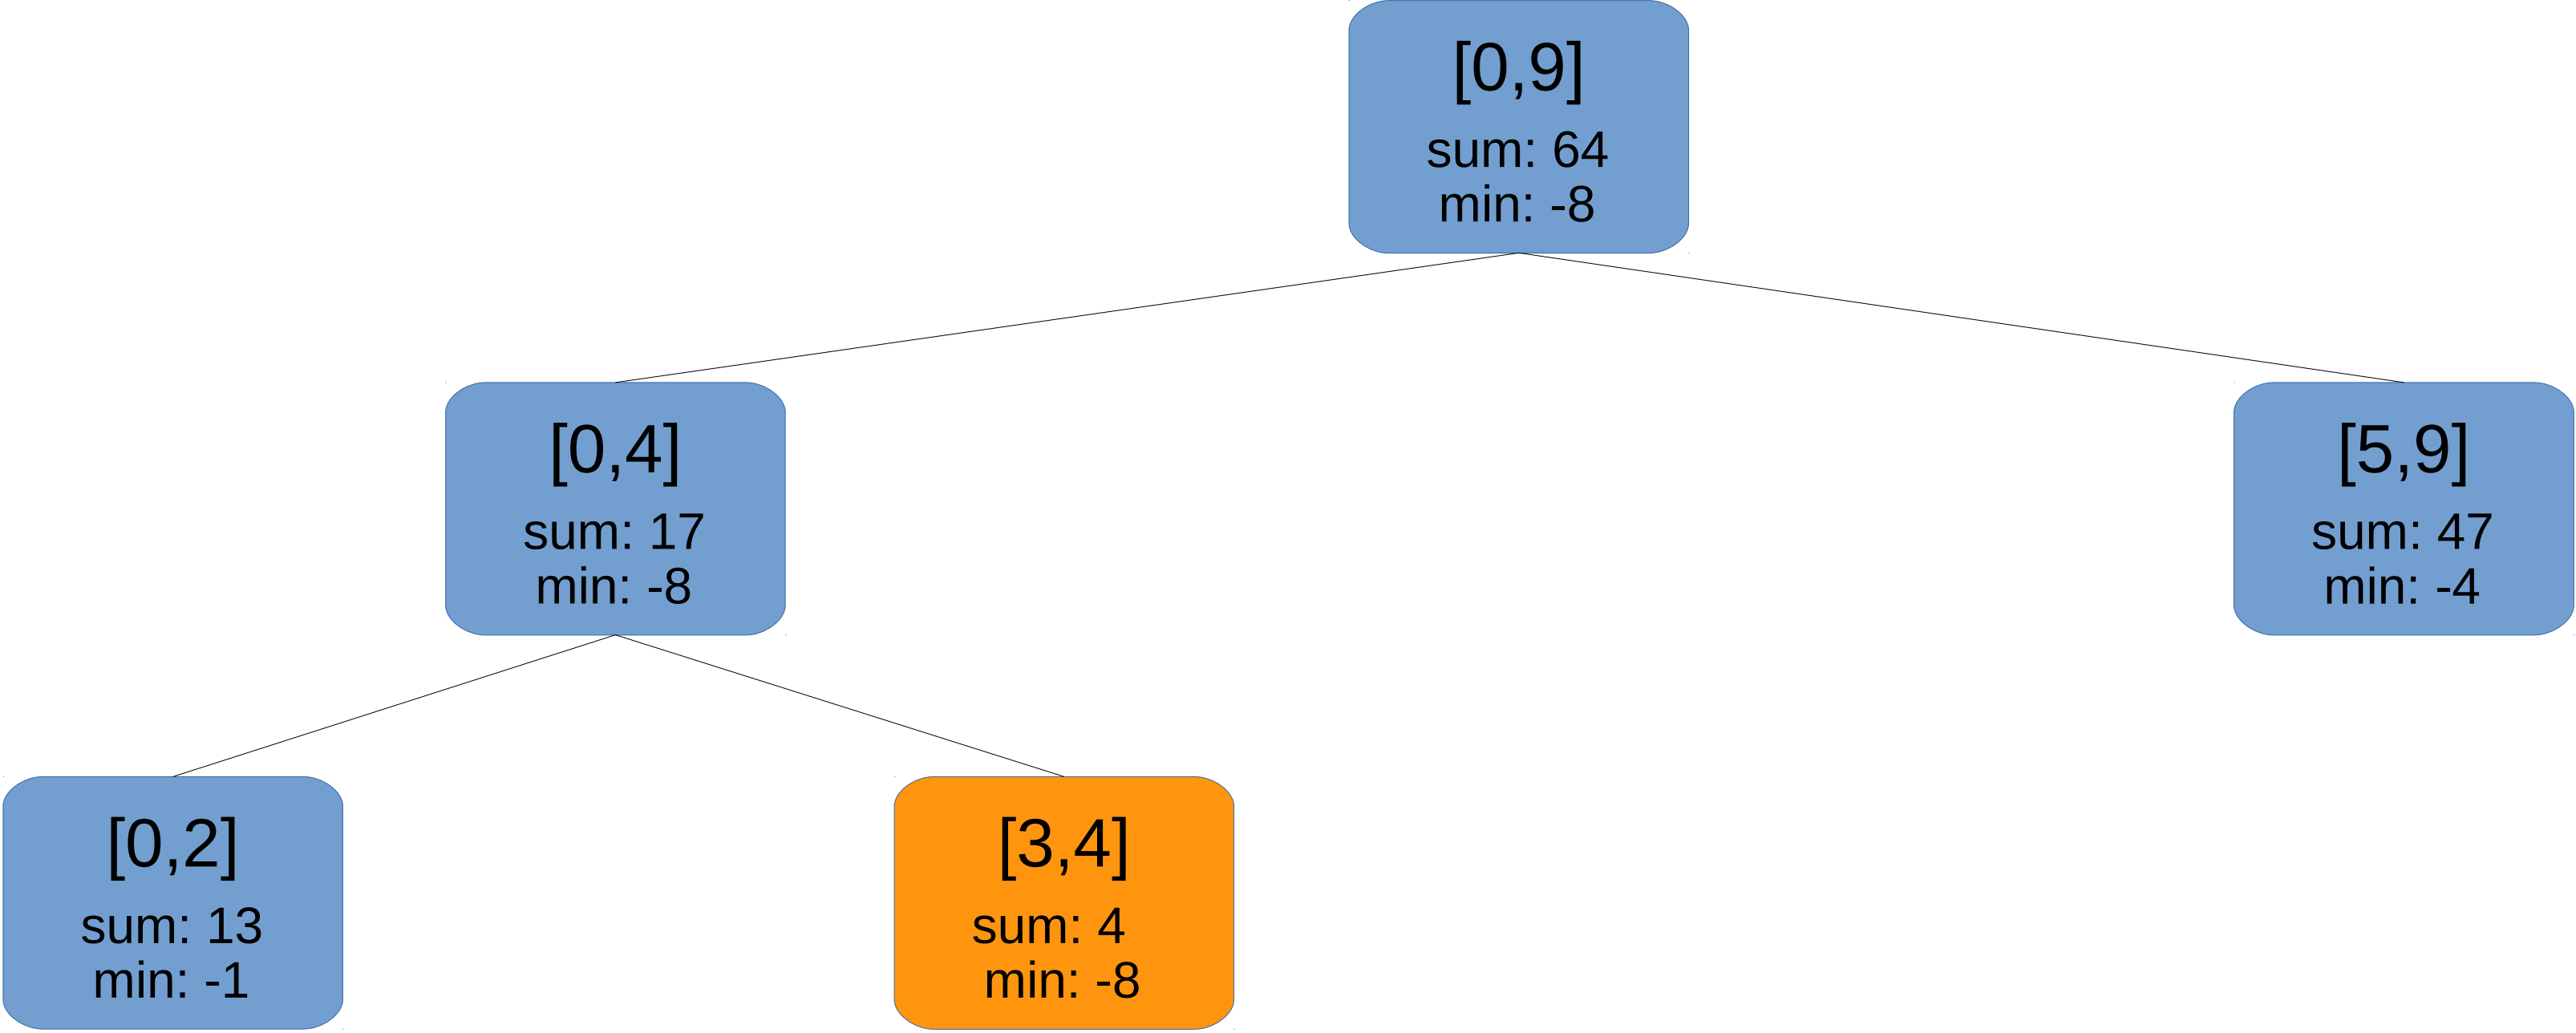 [0,9]
sum: 64
min: -8
[0,4]
sum: 17
min: -8
[5,9]
sum: 47
min: -4
[0,2]
sum: 13
min: -1
[3,4]
sum: 4
min: -8